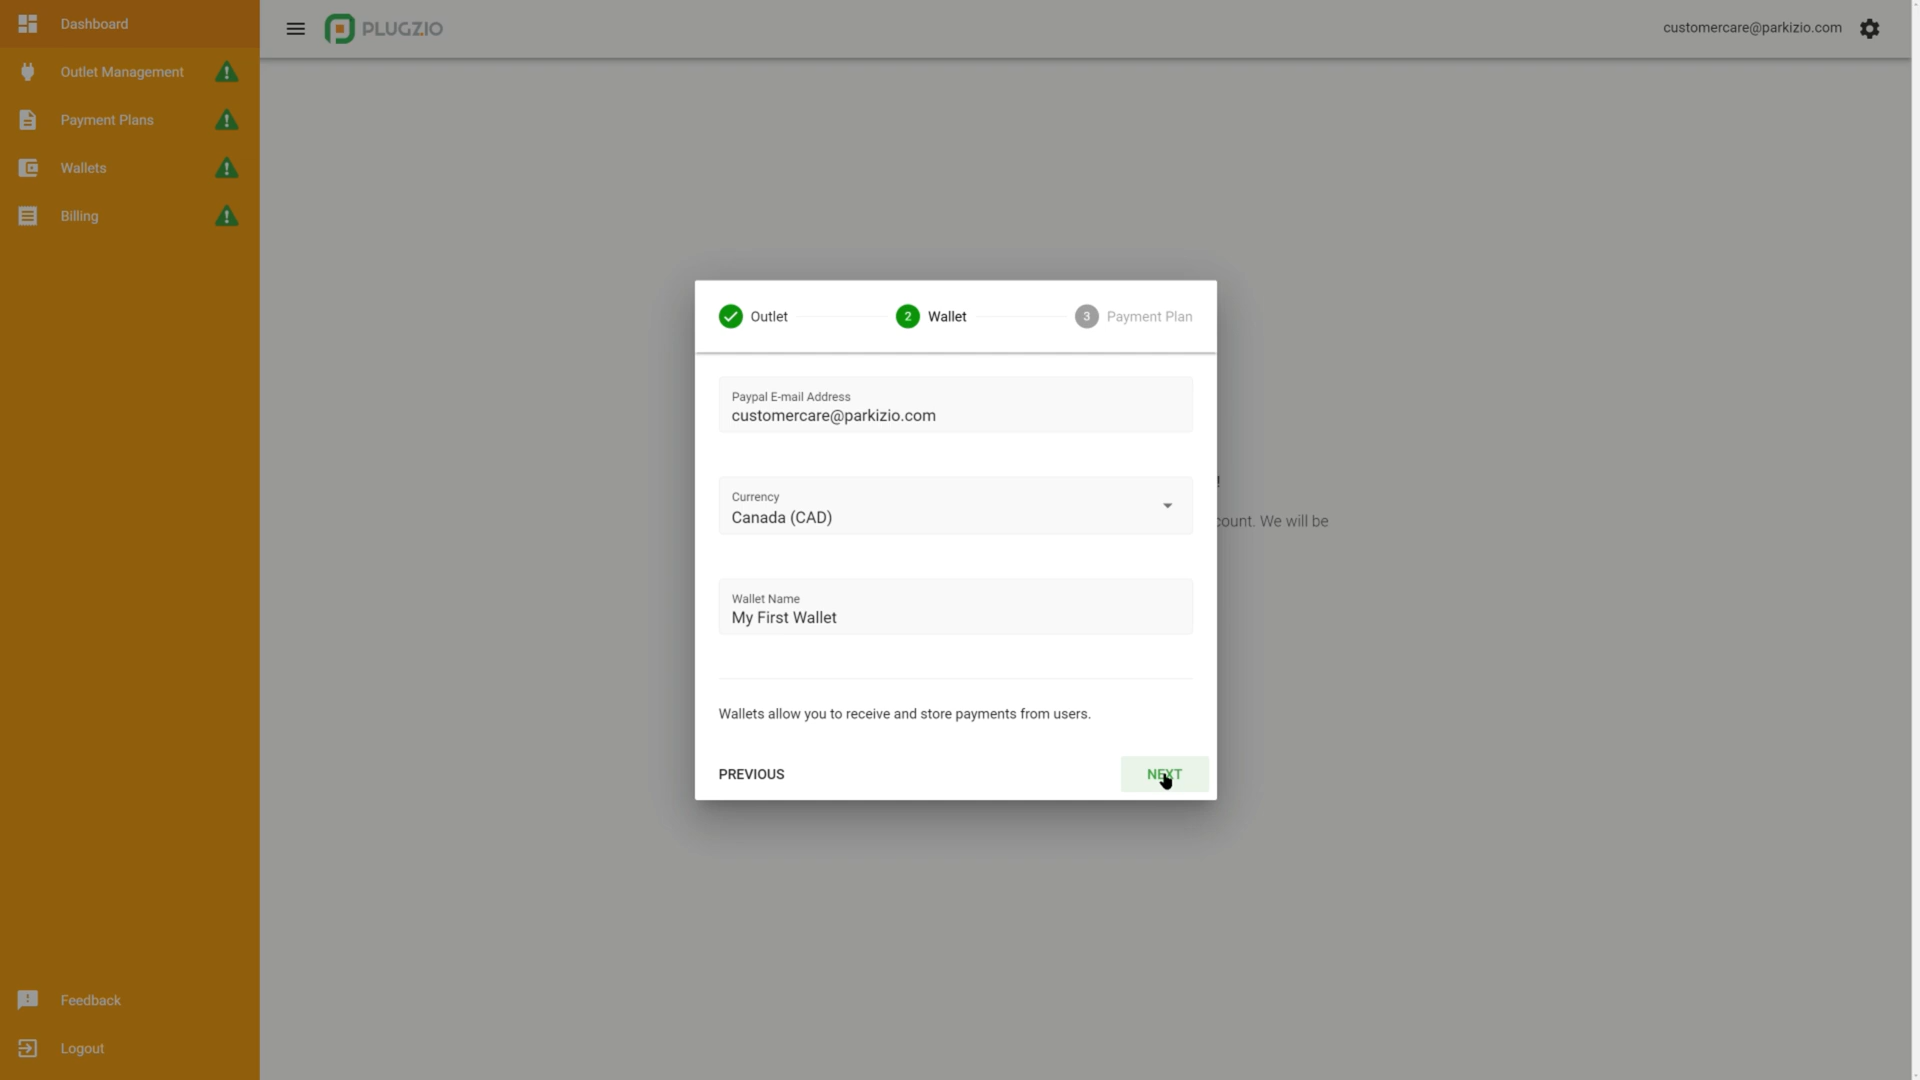 Dashboard
Outlet Management
Payment Plans
Wallets
Billing
Feedback
Logout
PLUGZIO
customercare@parkizio.com
Outlet
2 Wallet
3 Payment Plan
Paypal E-mail Address
customercare@parkizio.com
Currency
Canada (CAD)
Wallet Name
My First Wallet
Wallets allow you to receive and store payments from users.
PREVIOUS
NEXT
!
count. We will be